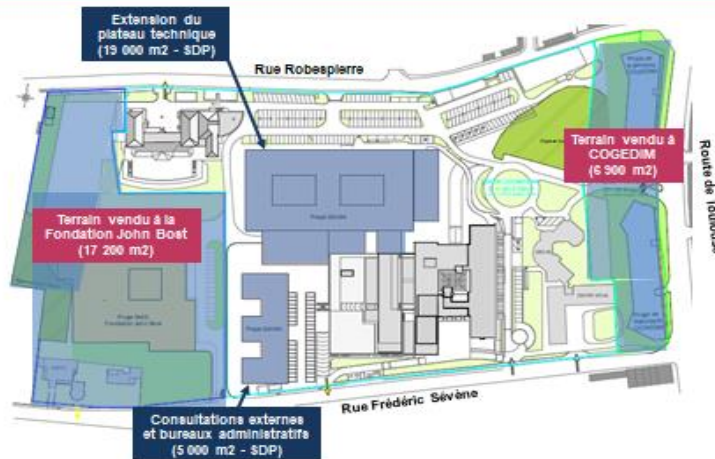 Extension du
plateau technique
(19 000 m2 - SDP)
Rue Robespierre
Terrain vendu à
COGEDIM
(6 900 m2)
Route de Toulouse
Terrain vendu à la
Fondation John Bost
(17 200 m2)
Rue Frédéric Sévène
Consultations externes
et bureaux administratifs
(5 000 m2 - SDP)